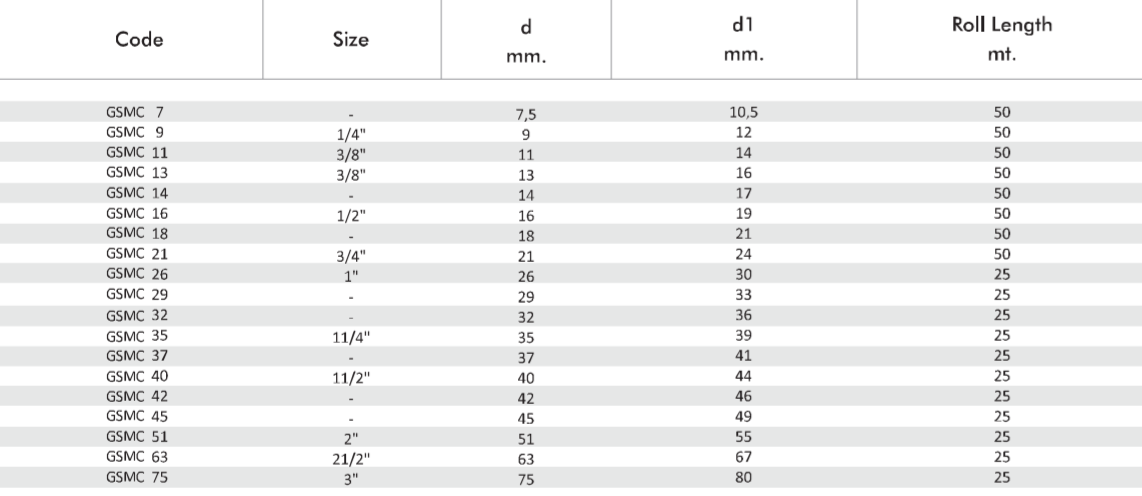 Code Size d mm. d1 mm. Roll Length mt.
GSMC 7 - 7,5 10,5 50
GSMC 9 1/4" 9 12 50
GSMC 11 3/8" 11 14 50
GSMC 13 3/8" 13 16 50
GSMC 14 - 14 17 50
GSMC 16 1/2" 16 19 50
GSMC 18 - 18 21 50
GSMC 21 3/4" 21 24 50
GSMC 26 1" 26 30 25
GSMC 29 - 29 33 25
GSMC 32 - 32 36 25
GSMC 35 11/4" 35 39 25
GSMC 37 - 37 41 25
GSMC 40 11/2" 40 44 25
GSMC 42 - 42 46 25
GSMC 45 - 45 49 25
GSMC 51 2" 51 55 25
GSMC 63 21/2" 63 67 25
GSMC 75 3" 75 80 25